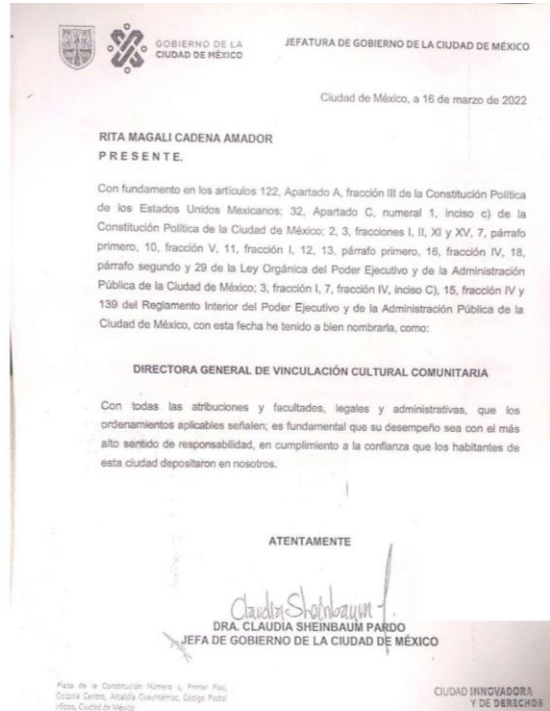 GOBIERNO DE LA
CIUDAD DE MÉXICO
JEFATURA DE GOBIERNO DE LA CIUDAD DE MÉXICO
Ciudad de México, a 16 de marzo de 2022
RITA MAGALI CADENA AMADOR
P R E S E N T E.
Con fundamento en los artículos 122, Apartado A, fracción III de la Constitución Política
de los Estados Unidos Mexicanos; 32, Apartado C, numeral 1, inciso c) de la
Constitución Política de la Ciudad de México; 2, 3, fracciones I, II, XI y XV, 7, párrafo
primero, 10, fracción V, 11, fracción I, 12, 13, párrafo primero, 16, fracción IV, 18,
párrafo segundo y 29 de la Ley Orgánica del Poder Ejecutivo y de la Administración
Pública de la Ciudad de México; 3, fracción I, 7, fracción IV, inciso C), 15, fracción IV y
139 del Reglamento Interior del Poder Ejecutivo y de la Administración Pública de la
Ciudad de México, con esta fecha he tenido a bien nombrarla, como:
DIRECTORA GENERAL DE VINCULACIÓN CULTURAL COMUNITARIA
Con todas las atribuciones y facultades, legales y administrativas, que los
ordenamientos aplicables señalen; es fundamental que su desempeño sea con el más
alto sentido de responsabilidad, en cumplimiento a la confianza que los habitantes de
esta ciudad depositaron en nosotros.
ATENTAMENTE
Claudia Sheinbaum P.
DRA. CLAUDIA SHEINBAUM PARDO
JEFA DE GOBIERNO DE LA CIUDAD DE MÉXICO
Plaza de la Constitución Número 1, Primer Piso,
Colonia Centro, Alcaldía Cuauhtémoc, Código Postal
06000, Ciudad de México
CIUDAD INNOVADORA
Y DE DERECHOS